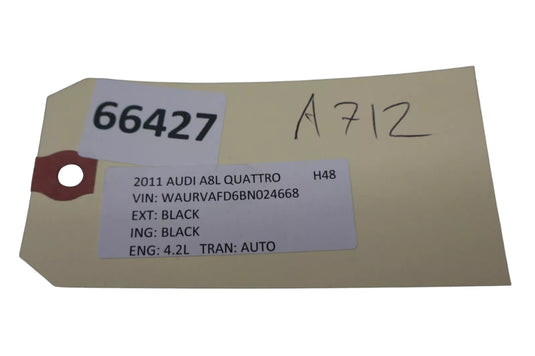 66427
A712
2011 AUDI A8L QUATTRO H48
VIN: WAURVAFD6BN024668
EXT: BLACK
ING: BLACK
ENG: 4.2L TRAN: AUTO